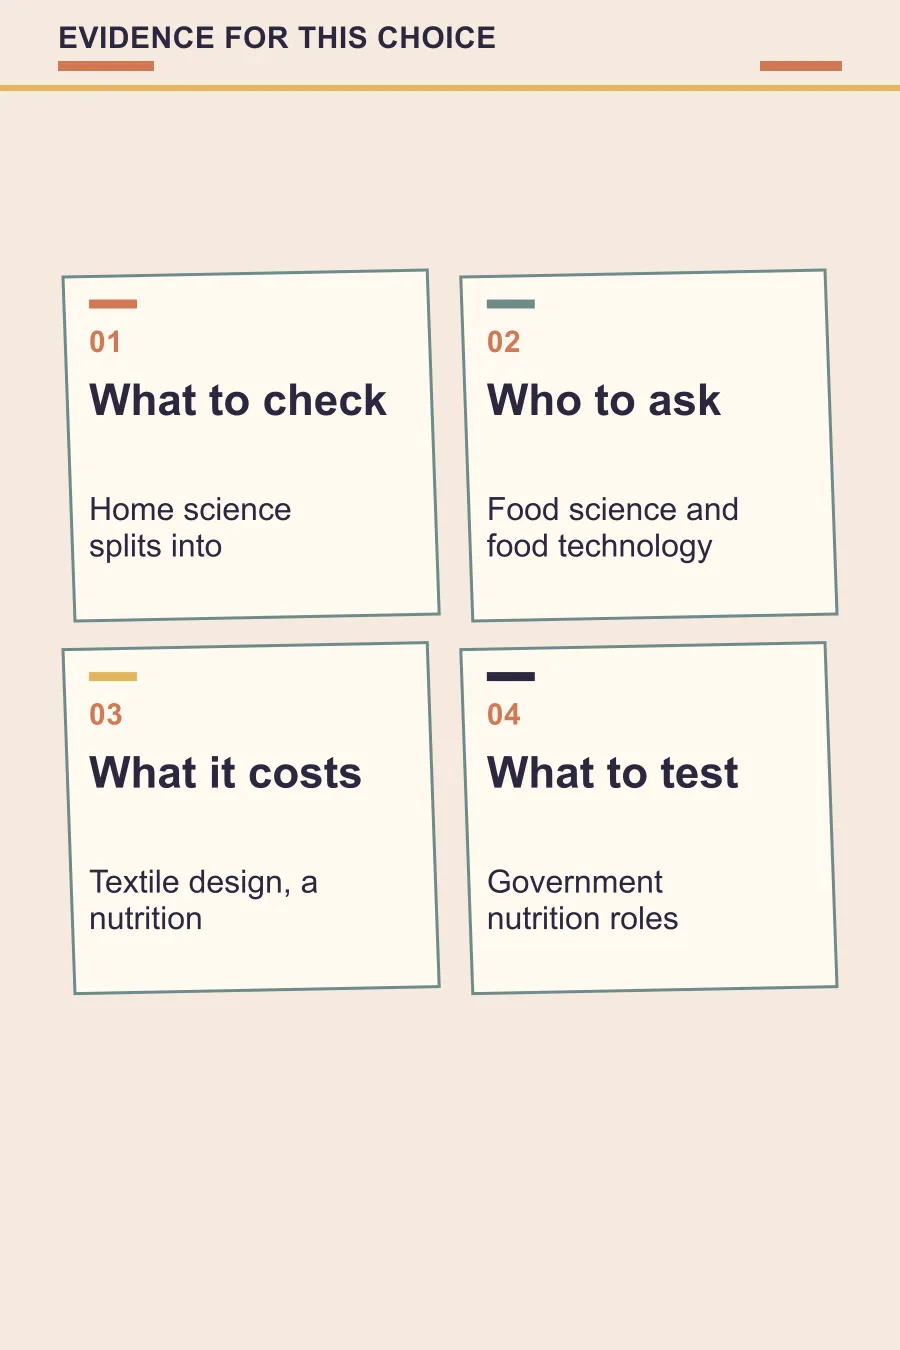 EVIDENCE FOR THIS CHOICE
01
What to check
Home science
splits into
02
Who to ask
Food science and
food technology
03
What it costs
Textile design, a
nutrition
04
What to test
Government
nutrition roles